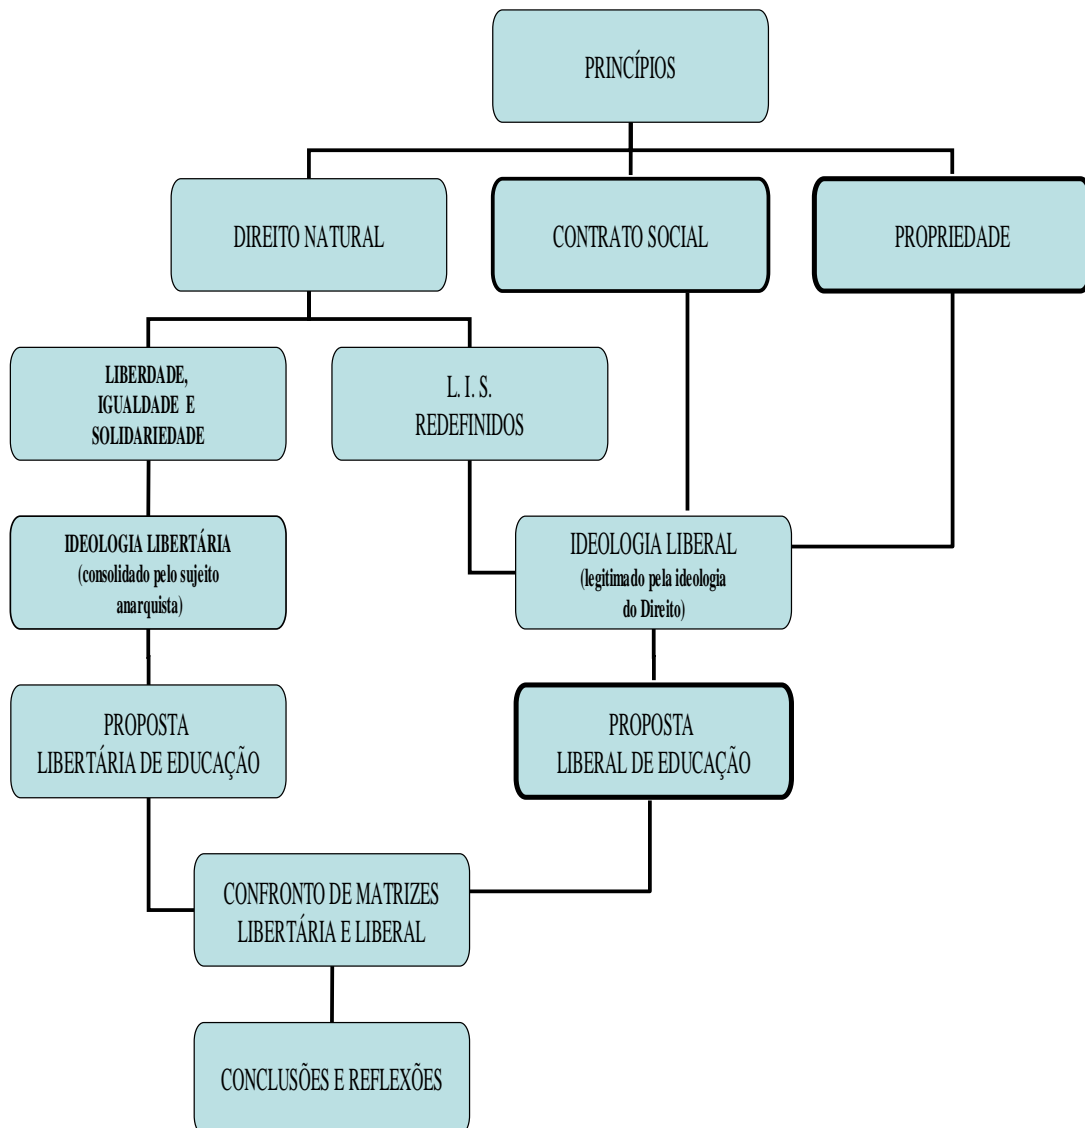 PRINCÍPIOS
DIREITO NATURAL
CONTRATO SOCIAL
PROPRIEDADE
LIBERDADE,
IGUALDADE E
SOLIDARIEDADE
L. I. S.
REDEFINIDOS
IDEOLOGIA LIBERTÁRIA
(consolidado pelo sujeito
anarquista)
IDEOLOGIA LIBERAL
(legitimado pela ideologia
do Direito)
PROPOSTA
LIBERTÁRIA DE EDUCAÇÃO
PROPOSTA
LIBERAL DE EDUCAÇÃO
CONFRONTO DE MATRIZES
LIBERTÁRIA E LIBERAL
CONCLUSÕES E REFLEXÕES